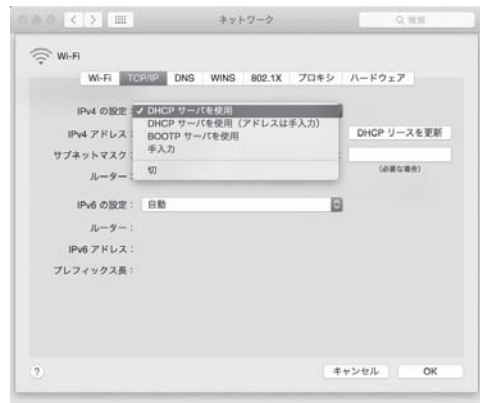 ネットワーク
検索
Wi-Fi
Wi-Fi TCP/IP DNS WINS 802.1X プロキシ ハードウェア
IPv4 の設定： ✓ DHCP サーバを使用
DHCP サーバを使用（アドレスは手入力）
BOOTP サーバを使用
手入力
切
IPv4 アドレス： DHCP リースを更新
サブネットマスク：
（必要な場合）
ルーター：
IPv6 の設定： 自動
ルーター：
IPv6 アドレス：
プレフィックス長：
? キャンセル OK